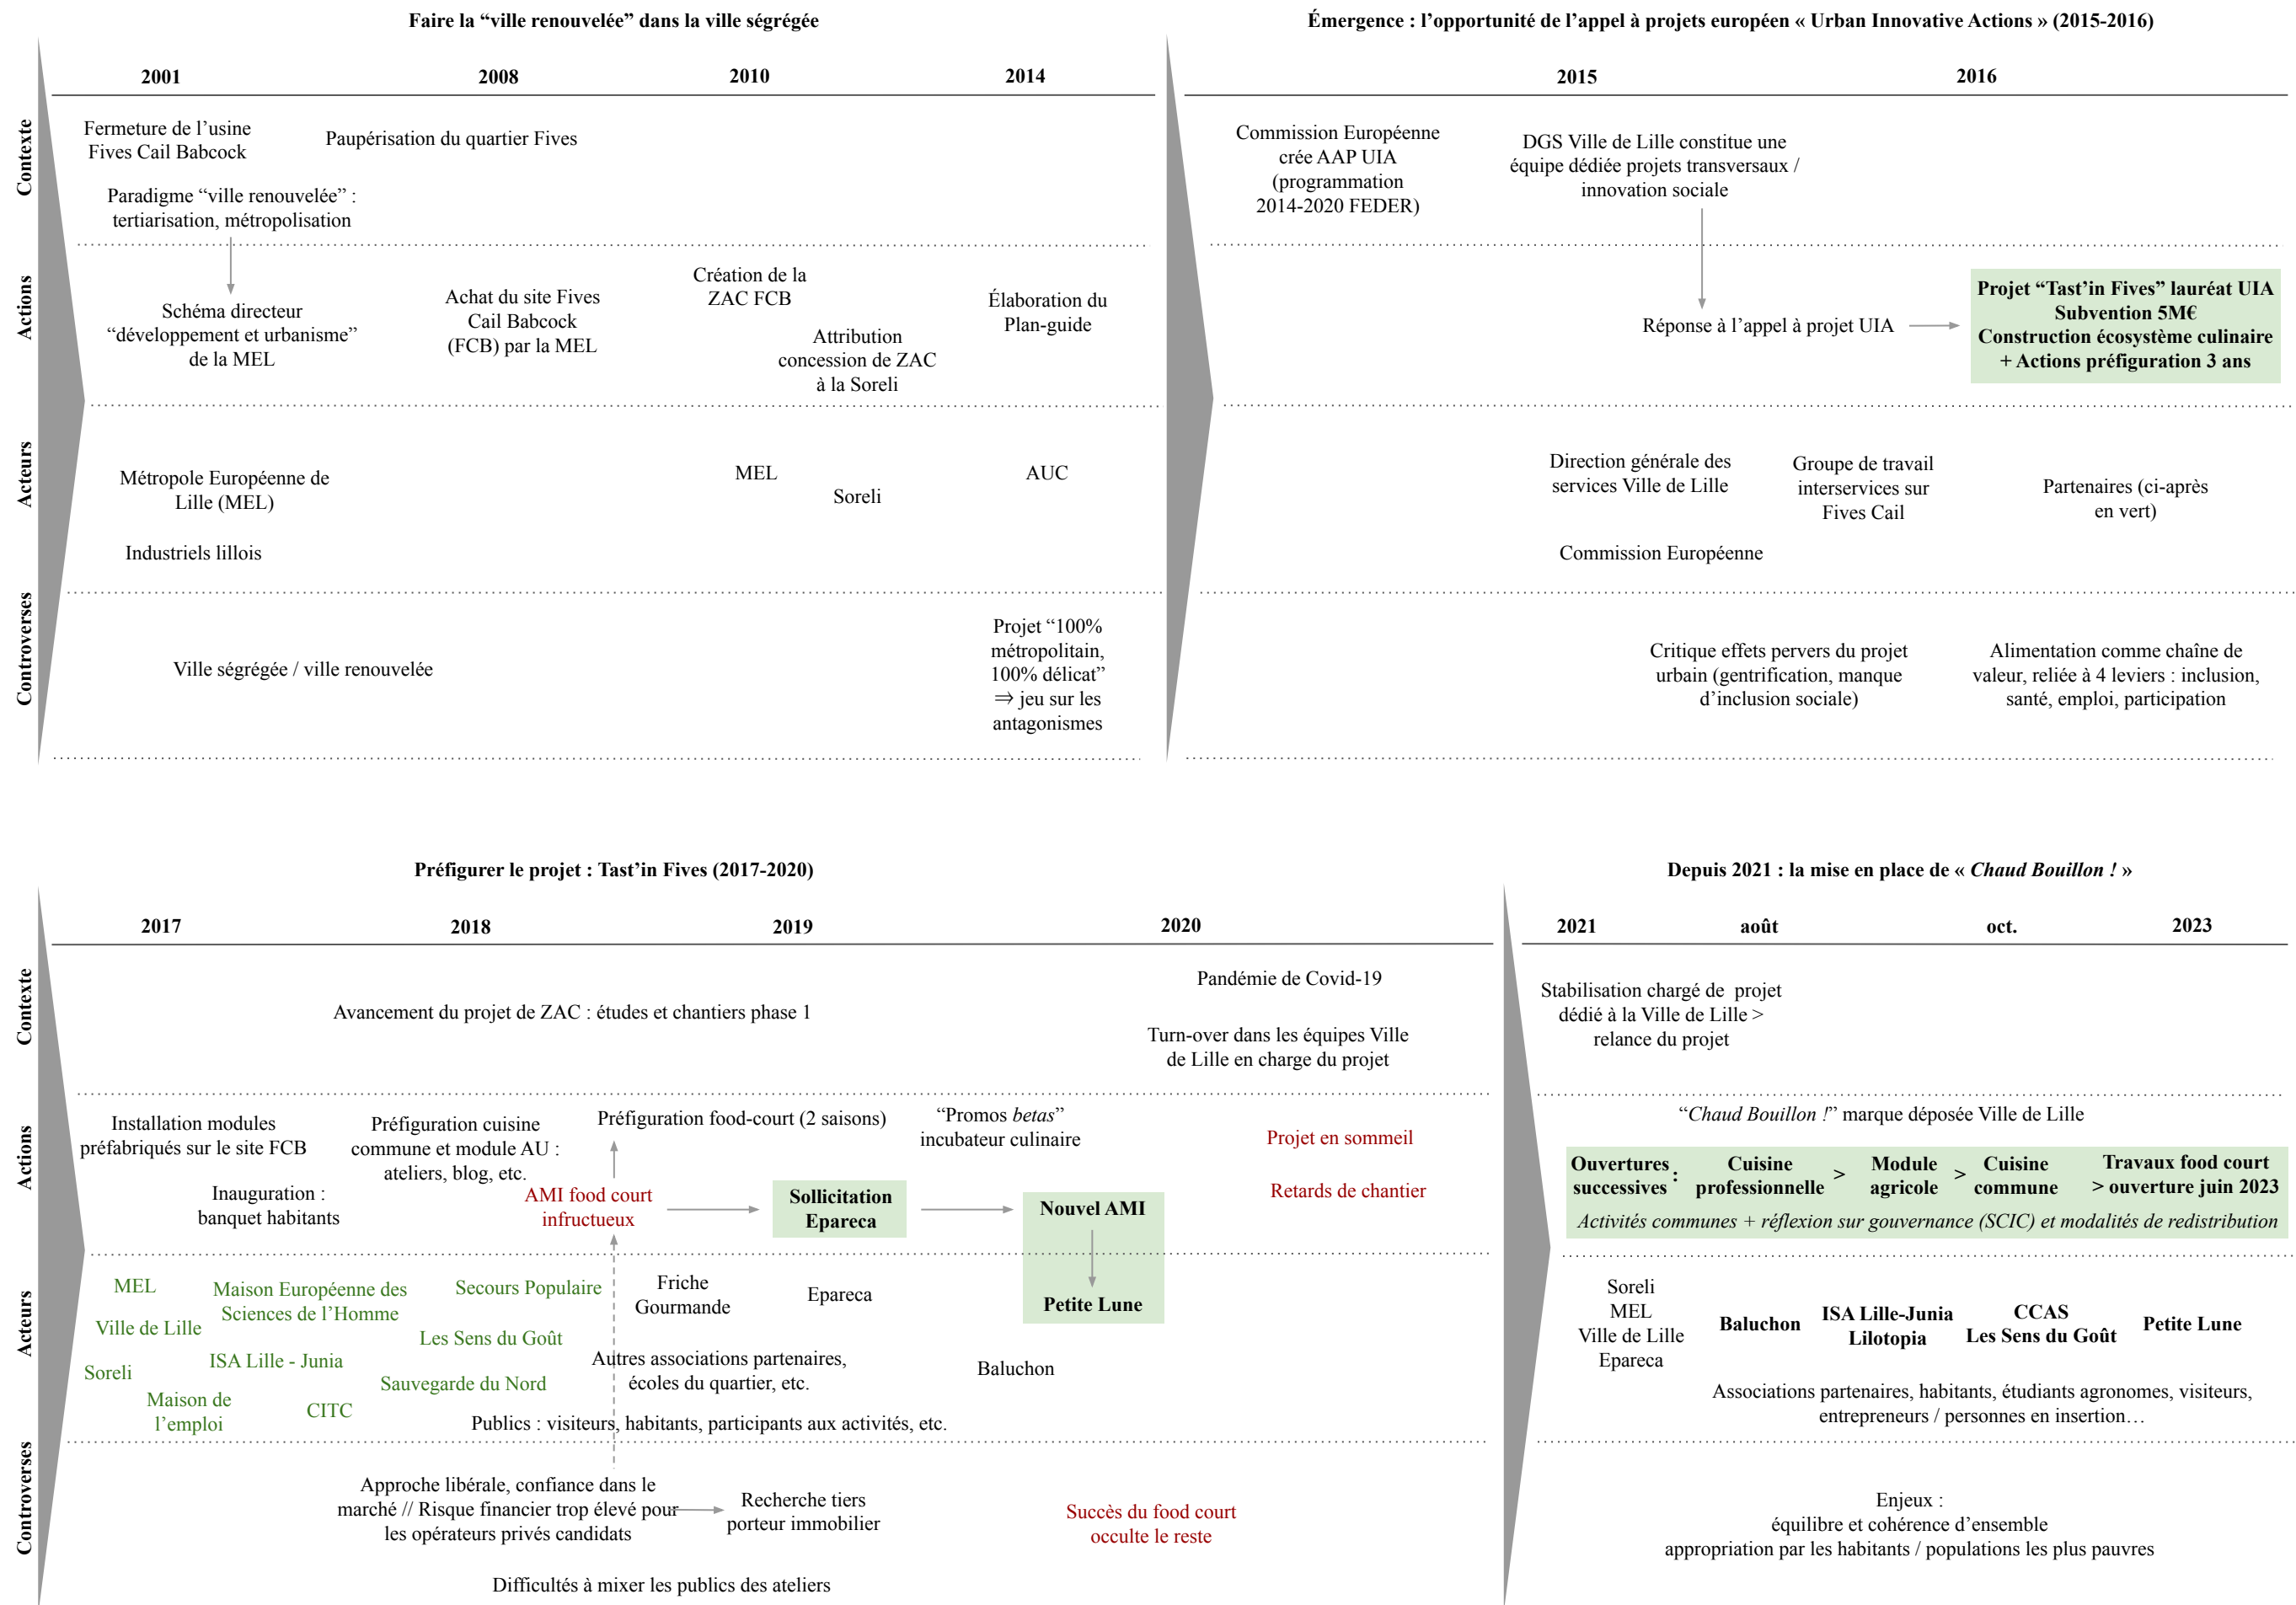 Faire la “ville renouvelée” dans la ville ségrégée
2001
2008
2010
2014
Contexte
Fermeture de l’usine
Fives Cail Babcock
Paupérisation du quartier Fives
Paradigme “ville renouvelée” :
tertiarisation, métropolisation
Actions
Schéma directeur
“développement et urbanisme”
de la MEL
Achat du site Fives
Cail Babcock
(FCB) par la MEL
Création de la
ZAC FCB
Attribution
concession de ZAC
à la Soreli
Élaboration du
Plan-guide
Acteurs
Métropole Européenne de
Lille (MEL)
Industriels lillois
MEL
Soreli
AUC
Controverses
Ville ségrégée / ville renouvelée
Projet “100%
métropolitain,
100% délicat”
⇒ jeu sur les
antagonismes
Émergence : l’opportunité de l’appel à projets européen « Urban Innovative Actions » (2015-2016)
2015
2016
Commission Européenne
crée AAP UIA
(programmation
2014-2020 FEDER)
DGS Ville de Lille constitue une
équipe dédiée projets transversaux /
innovation sociale
Réponse à l’appel à projet UIA
Projet “Tast’in Fives” lauréat UIA
Subvention 5M€
Construction écosystème culinaire
+ Actions préfiguration 3 ans
Direction générale des
services Ville de Lille
Groupe de travail
interservices sur
Fives Cail
Partenaires (ci-après
en vert)
Commission Européenne
Critique effets pervers du projet
urbain (gentrification, manque
d’inclusion sociale)
Alimentation comme chaîne de
valeur, reliée à 4 leviers : inclusion,
santé, emploi, participation
Préfigurer le projet : Tast’in Fives (2017-2020)
2017
2018
2019
2020
Contexte
Avancement du projet de ZAC : études et chantiers phase 1
Pandémie de Covid-19
Turn-over dans les équipes Ville
de Lille en charge du projet
Actions
Installation modules
préfabriqués sur le site FCB
Inauguration :
banquet habitants
Préfiguration cuisine
commune et module AU :
ateliers, blog, etc.
Préfiguration food-court (2 saisons)
AMI food court
infructueux
Sollicitation
Epareca
“Promos betas”
incubateur culinaire
Nouvel AMI
Projet en sommeil
Retards de chantier
Acteurs
MEL
Maison Européenne des
Sciences de l’Homme
Secours Populaire
Ville de Lille
Les Sens du Goût
ISA Lille - Junia
Soreli
Sauvegarde du Nord
Maison de
l’emploi
CITC
Friche
Gourmande
Epareca
Petite Lune
Autres associations partenaires,
écoles du quartier, etc.
Baluchon
Publics : visiteurs, habitants, participants aux activités, etc.
Controverses
Approche libérale, confiance dans le
marché // Risque financier trop élevé pour
les opérateurs privés candidats
Recherche tiers
porteur immobilier
Succès du food court
occulte le reste
Difficultés à mixer les publics des ateliers
Depuis 2021 : la mise en place de « Chaud Bouillon ! »
2021
août
oct.
2023
Stabilisation chargé de projet
dédié à la Ville de Lille >
relance du projet
“Chaud Bouillon !” marque déposée Ville de Lille
Ouvertures
successives :
Cuisine
professionnelle >
Module
agricole >
Cuisine
commune
Travaux food court
> ouverture juin 2023
Activités communes + réflexion sur gouvernance (SCIC) et modalités de redistribution
Soreli
MEL
Ville de Lille
Epareca
Baluchon
ISA Lille-Junia
Lilotopia
CCAS
Les Sens du Goût
Petite Lune
Associations partenaires, habitants, étudiants agronomes, visiteurs,
entrepreneurs / personnes en insertion…
Enjeux :
équilibre et cohérence d’ensemble
appropriation par les habitants / populations les plus pauvres